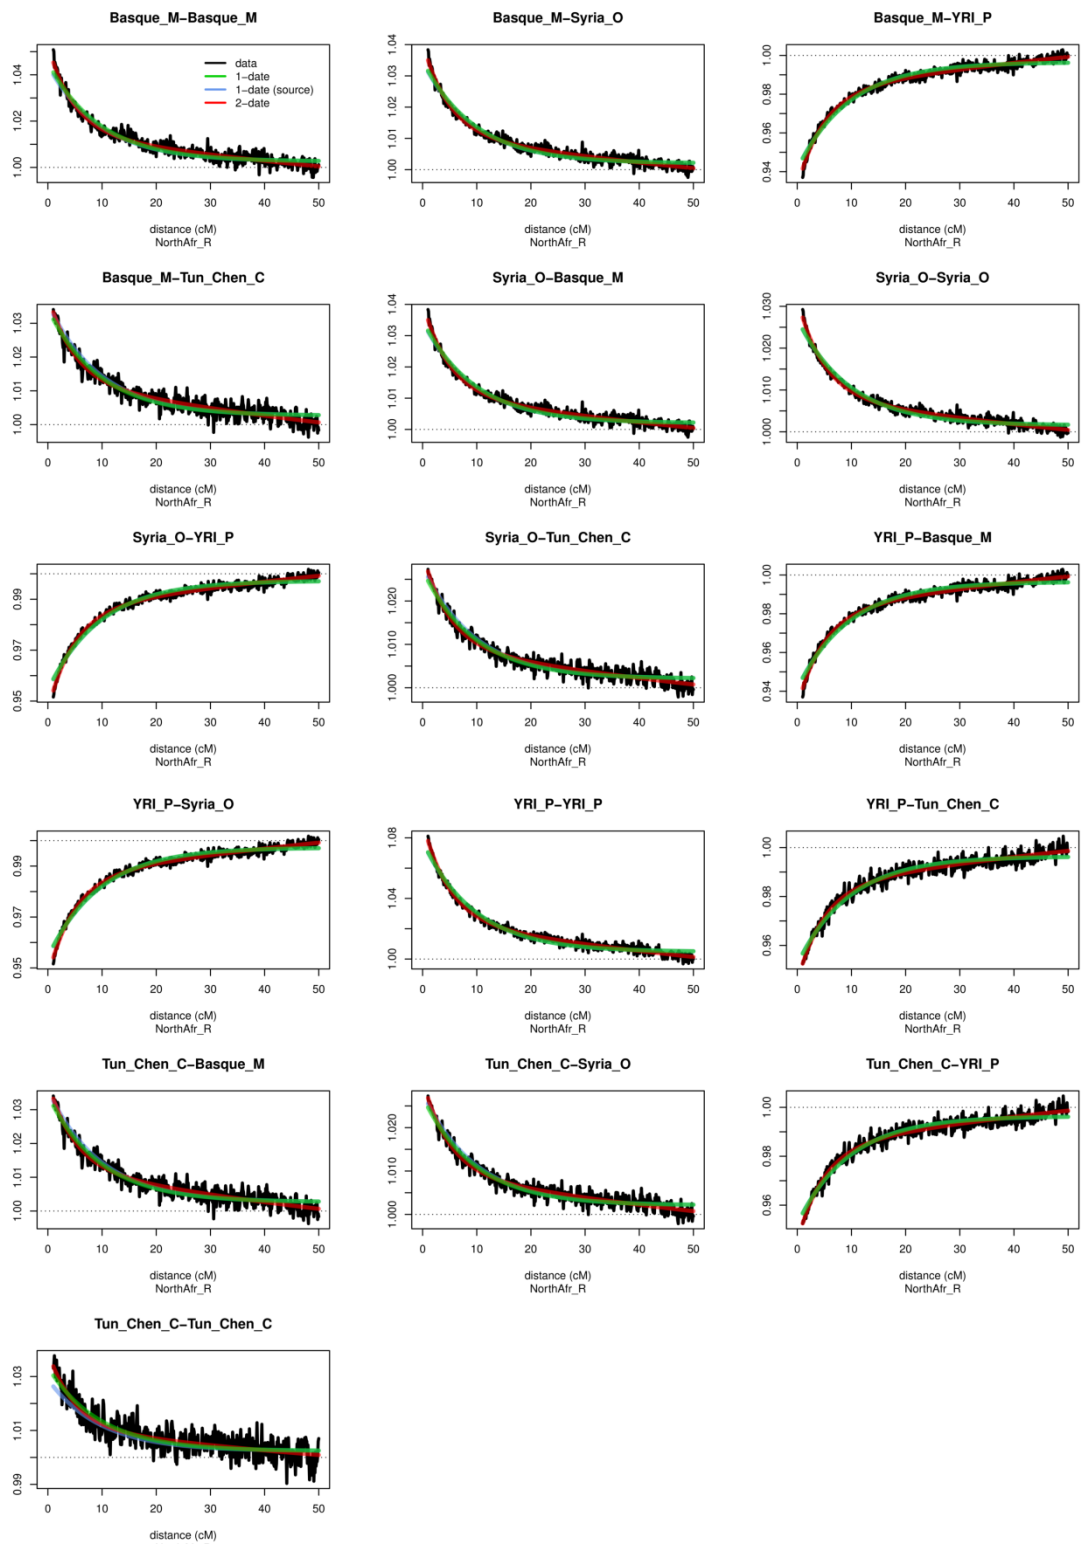 Basque_M−Basque_M
1.04
1.02
1.00
data
1−date
1−date (source)
2−date
0 10 20 30 40 50
distance (cM)
NorthAfr_R
Basque_M−Syria_O
1.04
1.03
1.02
1.01
1.00
0 10 20 30 40 50
distance (cM)
NorthAfr_R
Basque_M−YRI_P
1.00
0.98
0.96
0.94
0 10 20 30 40 50
distance (cM)
NorthAfr_R
Basque_M−Tun_Chen_C
1.03
1.02
1.01
1.00
0 10 20 30 40 50
distance (cM)
NorthAfr_R
Syria_O−Basque_M
1.04
1.03
1.02
1.01
1.00
0 10 20 30 40 50
distance (cM)
NorthAfr_R
Syria_O−Syria_O
1.030
1.020
1.010
1.000
0 10 20 30 40 50
distance (cM)
NorthAfr_R
Syria_O−YRI_P
0.99
0.97
0.95
0 10 20 30 40 50
distance (cM)
NorthAfr_R
Syria_O−Tun_Chen_C
1.020
1.010
1.000
0 10 20 30 40 50
distance (cM)
NorthAfr_R
YRI_P−Basque_M
1.00
0.98
0.96
0.94
0 10 20 30 40 50
distance (cM)
NorthAfr_R
YRI_P−Syria_O
0.99
0.97
0.95
0 10 20 30 40 50
distance (cM)
NorthAfr_R
YRI_P−YRI_P
1.08
1.04
1.00
0 10 20 30 40 50
distance (cM)
NorthAfr_R
YRI_P−Tun_Chen_C
1.00
0.98
0.96
0 10 20 30 40 50
distance (cM)
NorthAfr_R
Tun_Chen_C−Basque_M
1.03
1.02
1.01
1.00
0 10 20 30 40 50
distance (cM)
NorthAfr_R
Tun_Chen_C−Syria_O
1.020
1.010
1.000
0 10 20 30 40 50
distance (cM)
NorthAfr_R
Tun_Chen_C−YRI_P
1.00
0.98
0.96
0 10 20 30 40 50
distance (cM)
NorthAfr_R
Tun_Chen_C−Tun_Chen_C
1.03
1.01
0.99
0 10 20 30 40 50
distance (cM)